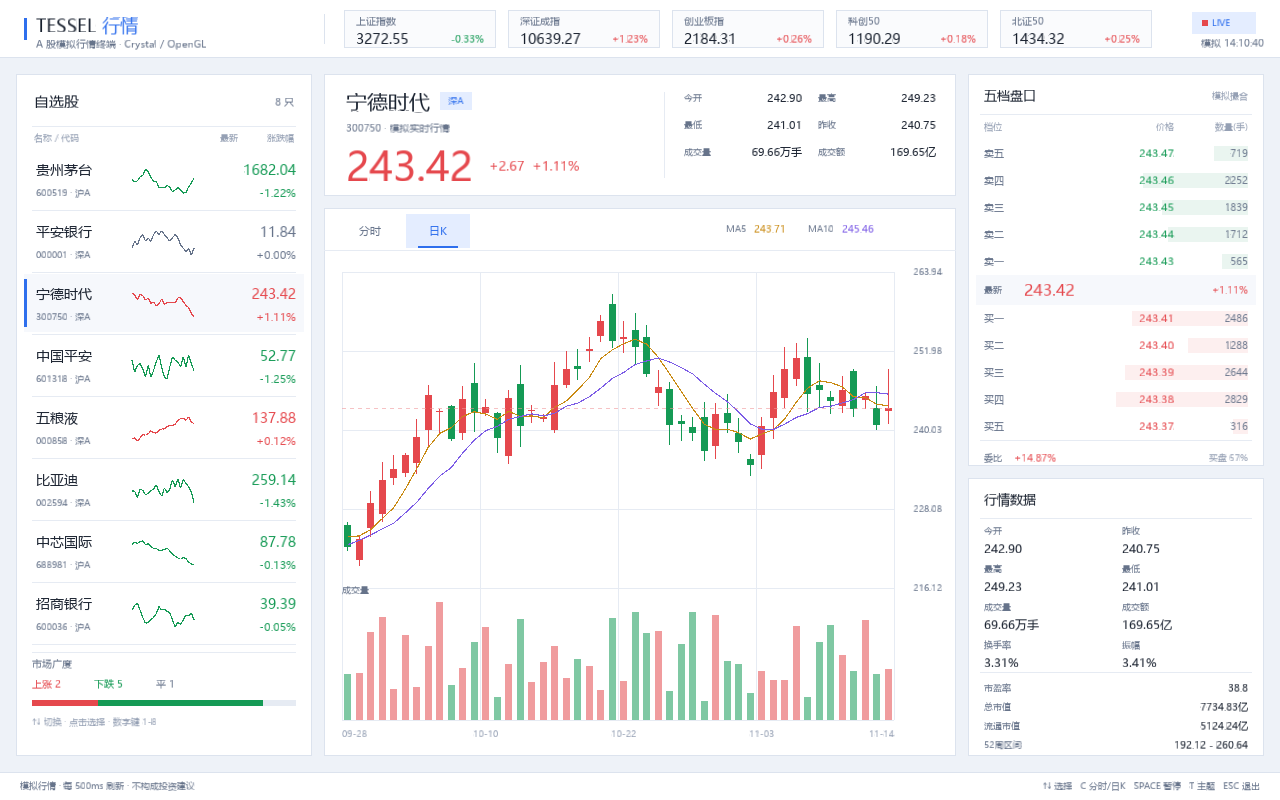 TESSEL 行情
A 股模拟行情终端 · Crystal / OpenGL
上证指数
3272.55 -0.33%
深证成指
10639.27 +1.23%
创业板指
2184.31 +0.26%
科创50
1190.29 +0.18%
北证50
1434.32 +0.25%
LIVE
模拟 14:10:40
自选股 8 只
名称 / 代码 最新 涨跌幅
贵州茅台 1682.04
600519 · 沪A -1.22%
平安银行 11.84
000001 · 深A +0.00%
宁德时代 243.42
300750 · 深A +1.11%
中国平安 52.77
601318 · 沪A -1.25%
五粮液 137.88
000858 · 深A +0.12%
比亚迪 259.14
002594 · 深A -1.43%
中芯国际 87.78
688981 · 沪A -0.13%
招商银行 39.39
600036 · 沪A -0.05%
市场广度
上涨 2 下跌 5 平 1
↑↓ 切换 · 点击选择 · 数字键 1-8
宁德时代 深A
300750 · 模拟实时行情
243.42 +2.67 +1.11%
今开 242.90 最高 249.23
最低 241.01 昨收 240.75
成交量 69.66万手 成交额 169.65亿
分时 日K
MA5 243.71 MA10 245.46
263.94
251.98
240.03
228.08
216.12
成交量
09-28 10-10 10-22 11-03 11-14
五档盘口 模拟撮合
档位 价格 数量(手)
卖五 243.47 719
卖四 243.46 2252
卖三 243.45 1839
卖二 243.44 1712
卖一 243.43 565
最新 243.42 +1.11%
买一 243.41 2486
买二 243.40 1288
买三 243.39 2644
买四 243.38 2829
买五 243.37 316
委比 +14.87% 买盘 57%
行情数据
今开 昨收
242.90 240.75
最高 最低
249.23 241.01
成交量 成交额
69.66万手 169.65亿
换手率 振幅
3.31% 3.41%
市盈率 38.8
总市值 7734.83亿
流通市值 5124.24亿
52周区间 192.12 - 260.64
模拟行情 · 每 500ms 刷新 · 不构成投资建议
↑↓ 选择 C 分时/日K SPACE 暂停 T 主题 ESC 退出